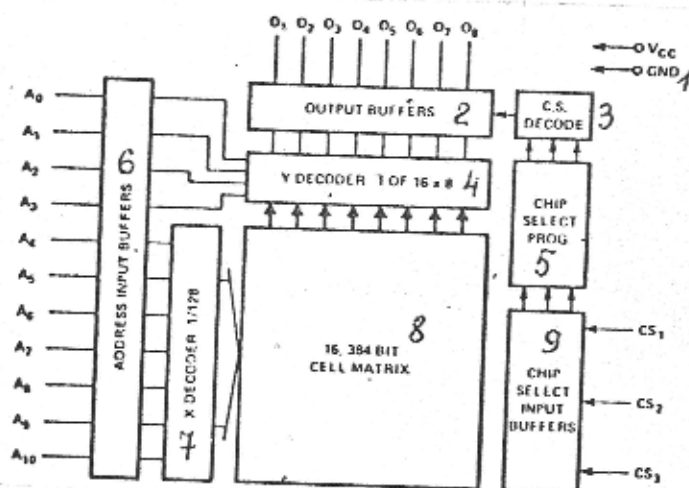 O1 O2 O3 O4 O5 O6 O7 O8
VCC
GND 1
OUTPUT BUFFERS 2
C.S. DECODE 3
Y DECODER 1 OF 16 x 8 4
CHIP SELECT PROG 5
ADDRESS INPUT BUFFERS 6
A0
A1
A2
A3
A4
A5
A6
A7
A8
A9
A10
X DECODER 1/128 7
16, 384 BIT
CELL MATRIX
8
9
CHIP
SELECT
INPUT
BUFFERS
CS1
CS2
CS3